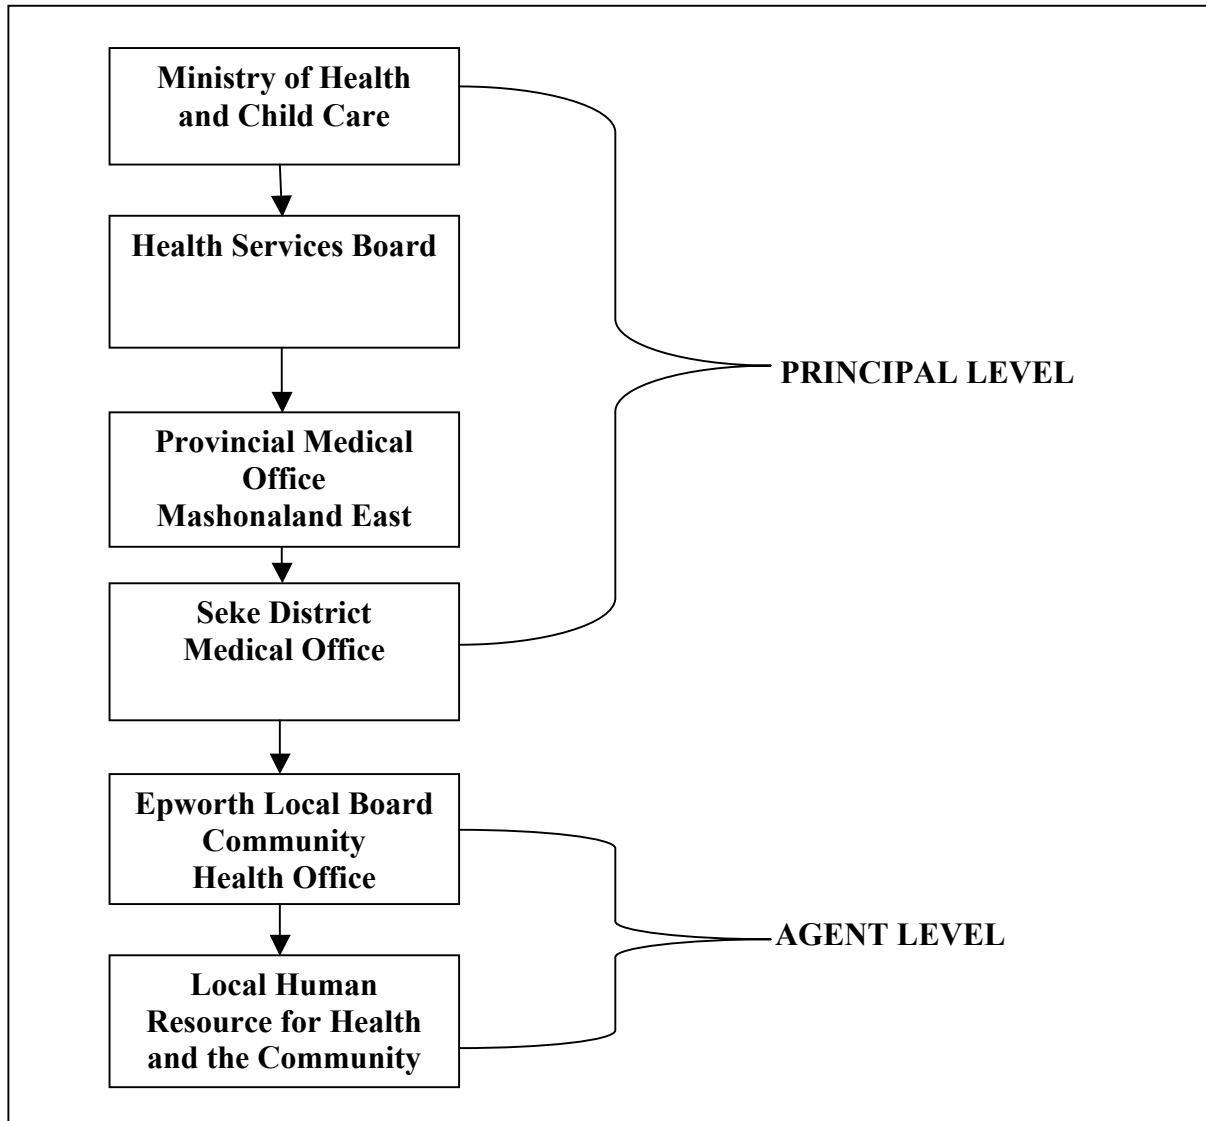 Ministry of Health
and Child Care
Health Services Board
PRINCIPAL LEVEL
Provincial Medical
Office
Mashonaland East
Seke District
Medical Office
Epworth Local Board
Community
Health Office
AGENT LEVEL
Local Human
Resource for Health
and the Community